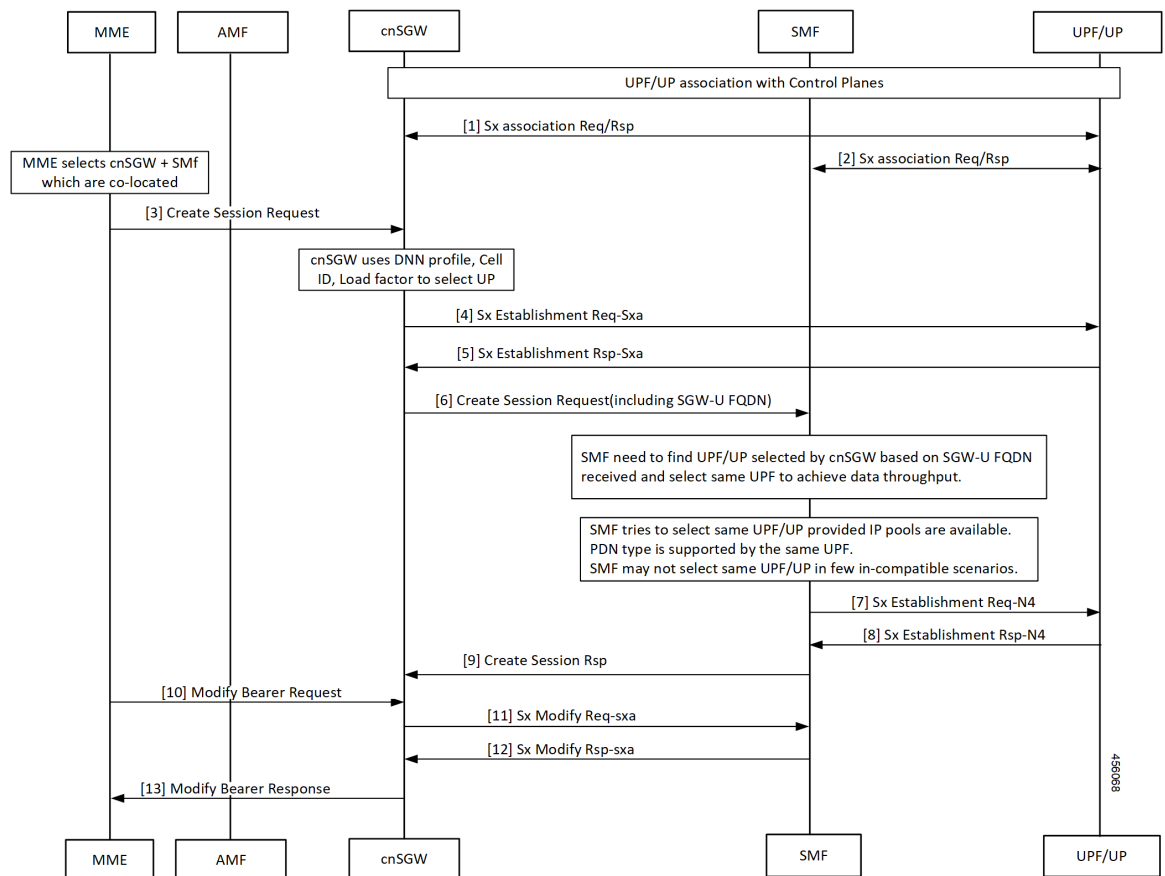 MME
AMF
cnSGW
SMF
UPF/UP
UPF/UP association with Control Planes
[1] Sx association Req/Rsp
[2] Sx association Req/Rsp
MME selects cnSGW + SMf
which are co-located
[3] Create Session Request
cnSGW uses DNN profile, Cell
ID, Load factor to select UP
[4] Sx Establishment Req-Sxa
[5] Sx Establishment Rsp-Sxa
[6] Create Session Request(including SGW-U FQDN)
SMF need to find UPF/UP selected by cnSGW based on SGW-U FQDN
received and select same UPF to achieve data throughput.
SMF tries to select same UPF/UP provided IP pools are available.
PDN type is supported by the same UPF.
SMF may not select same UPF/UP in few in-compatible scenarios.
[7] Sx Establishment Req-N4
[8] Sx Establishment Rsp-N4
[9] Create Session Rsp
[10] Modify Bearer Request
[11] Sx Modify Req-sxa
[12] Sx Modify Rsp-sxa
[13] Modify Bearer Response
456068
MME
AMF
cnSGW
SMF
UPF/UP